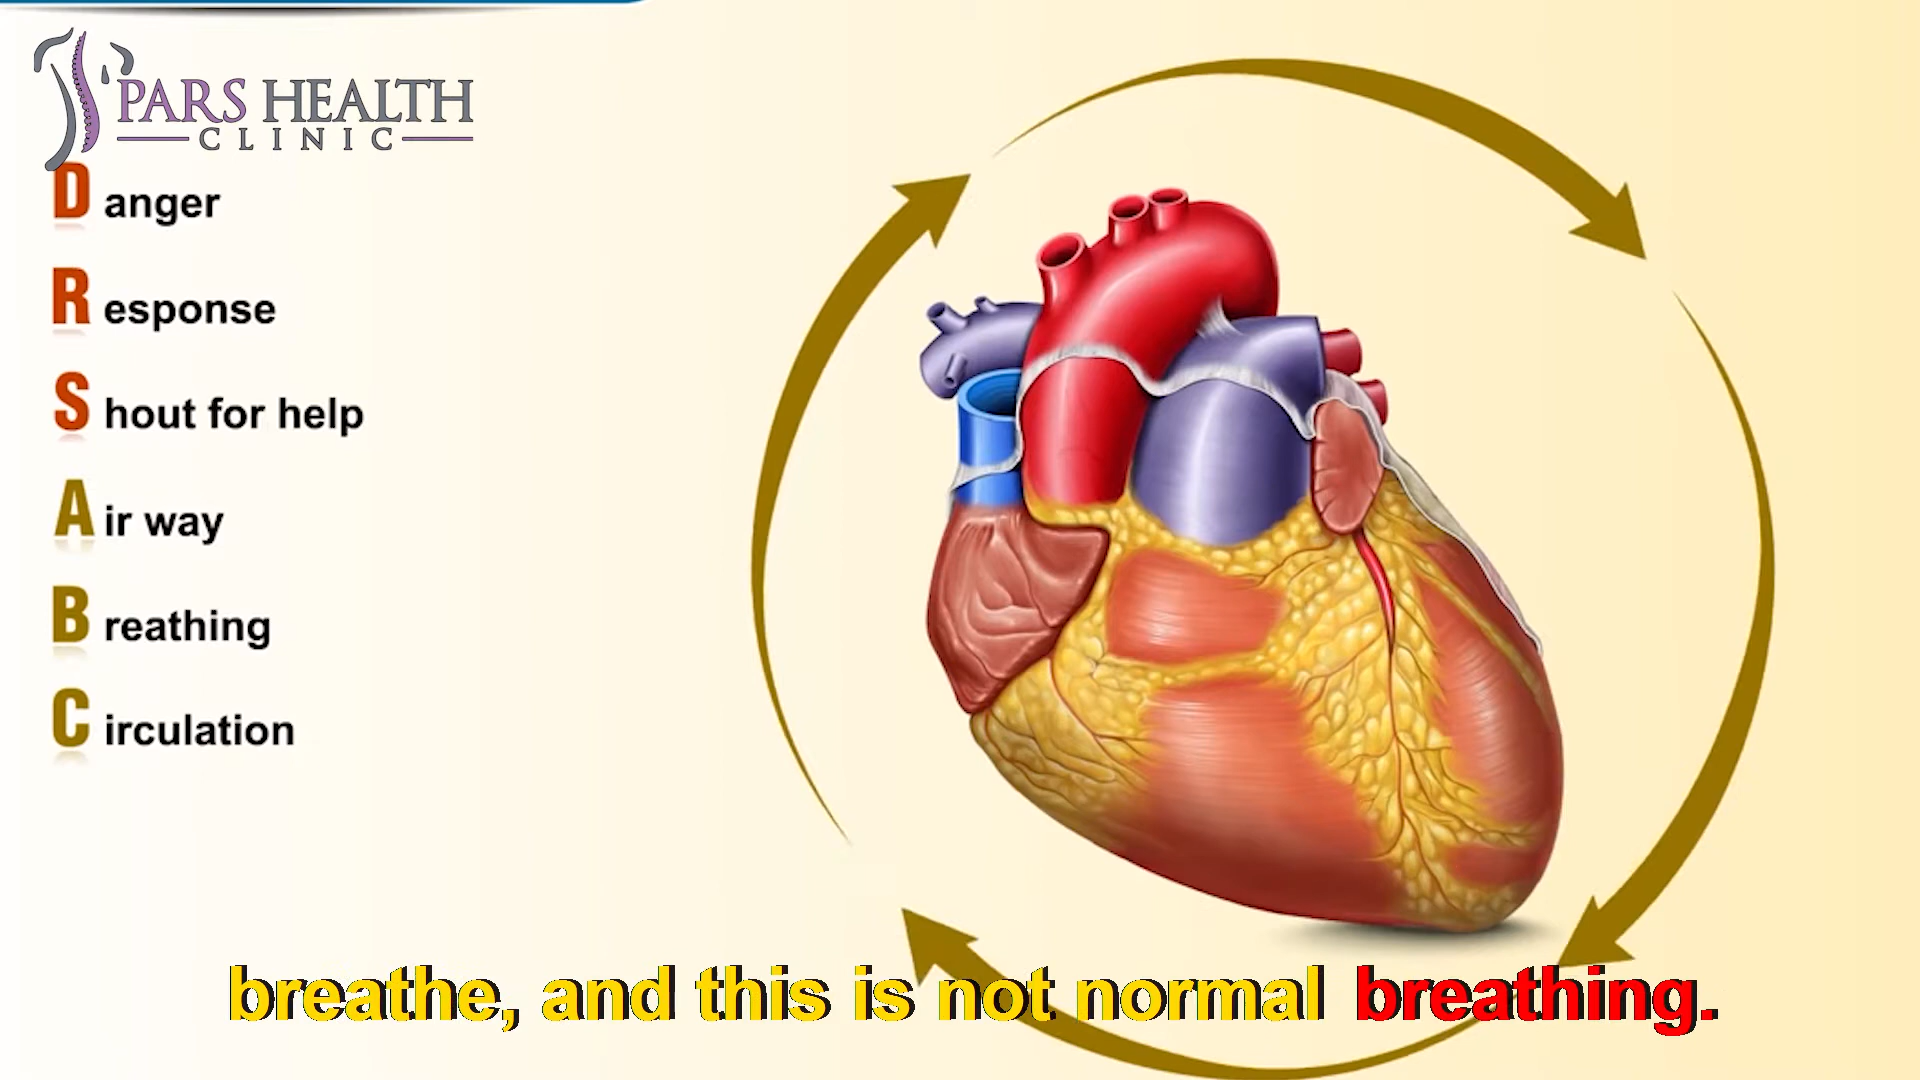 PARS HEALTH
CLINIC
D anger
R esponse
S hout for help
A ir way
B reathing
C irculation
breathe, and this is not normal breathing.